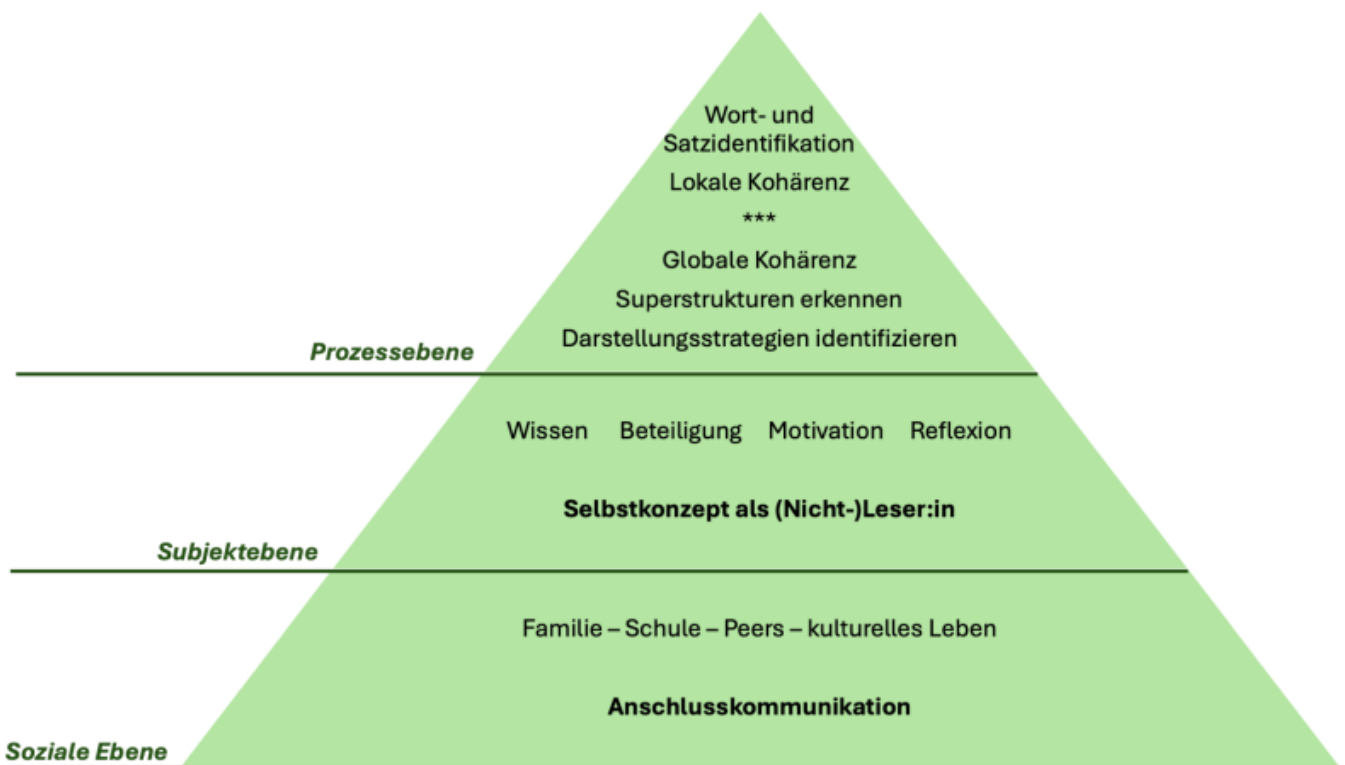 Wort- und
Satzidentifikation
Lokale Kohärenz
***
Globale Kohärenz
Superstrukturen erkennen
Darstellungsstrategien identifizieren
Prozessebene
Wissen Beteiligung Motivation Reflexion
Selbstkonzept als (Nicht-)Leser:in
Subjektebene
Familie – Schule – Peers – kulturelles Leben
Anschlusskommunikation
Soziale Ebene